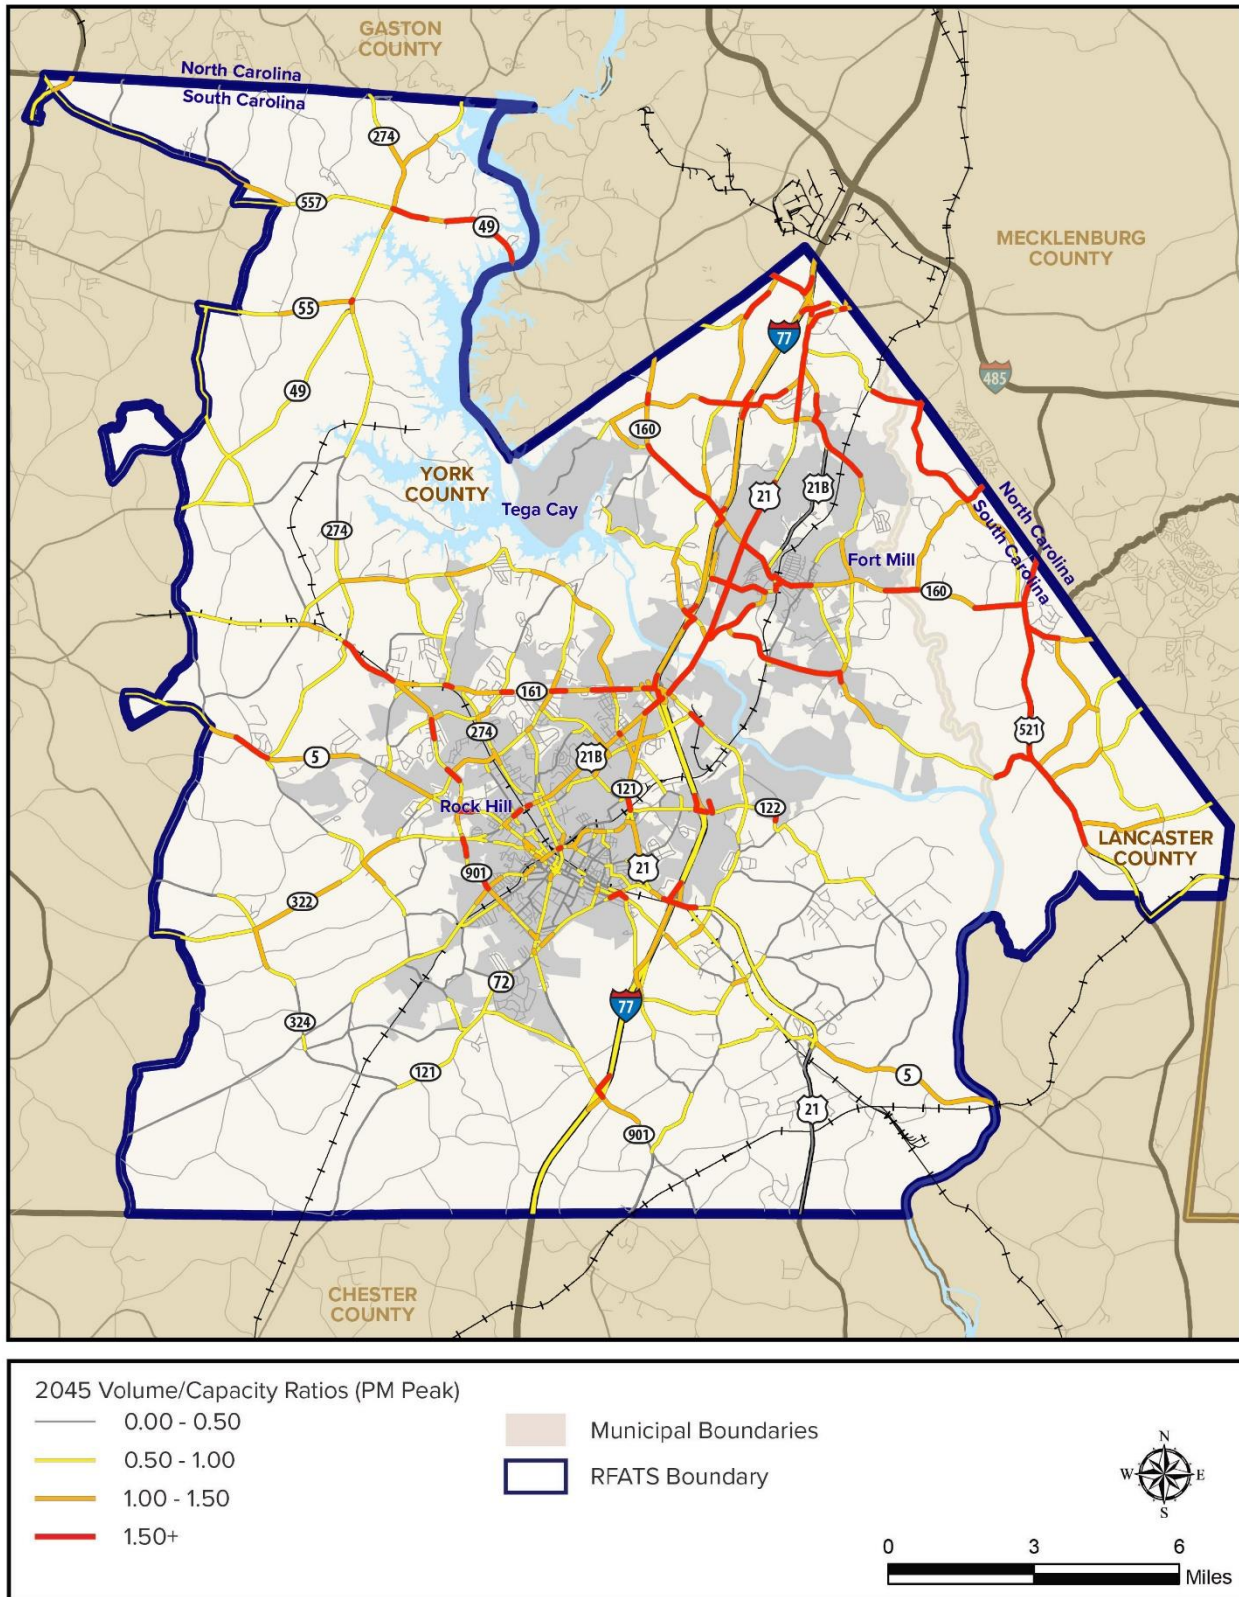 GASTON
COUNTY
North Carolina
South Carolina
274
MECKLENBURG
COUNTY
557
49
55
77
485
49
160
YORK
COUNTY
21
21B
Tega Cay
North Carolina
South Carolina
274
Fort Mill
160
161
521
274
5
21B
121
Rock Hill
122
LANCASTER
COUNTY
21
901
322
72
77
324
121
5
21
901
CHESTER
COUNTY
2045 Volume/Capacity Ratios (PM Peak)
0.00 - 0.50
0.50 - 1.00
1.00 - 1.50
1.50+
Municipal Boundaries
RFATS Boundary
N
W E
S
0 3 6
Miles